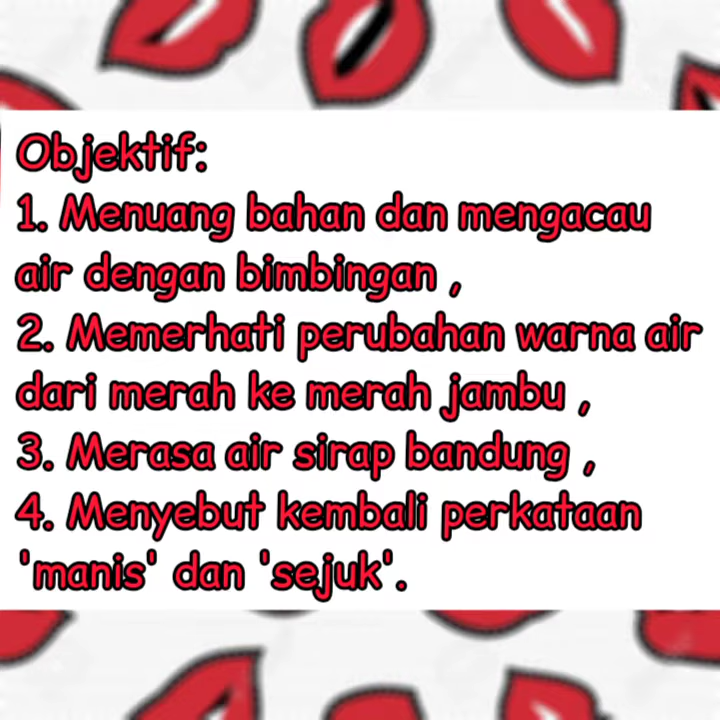 Objektif:
1. Menuang bahan dan mengacau
air dengan bimbingan ,
2. Memerhati perubahan warna air
dari merah ke merah jambu ,
3. Merasa air sirap bandung ,
4. Menyebut kembali perkataan
'manis' dan 'sejuk'.